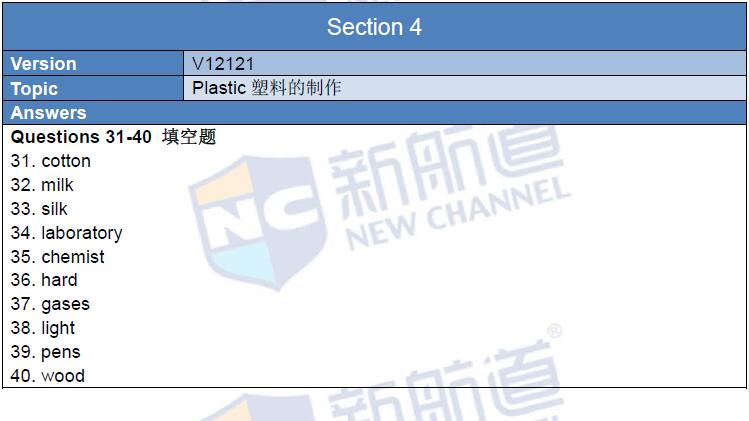 Section 4
Version V12121
Topic Plastic 塑料的制作
Answers
Questions 31-40 填空题
31. cotton
32. milk
33. silk
34. laboratory
35. chemist
36. hard
37. gases
38. light
39. pens
40. wood
NC 新航道
NEW CHANNEL
新航道®